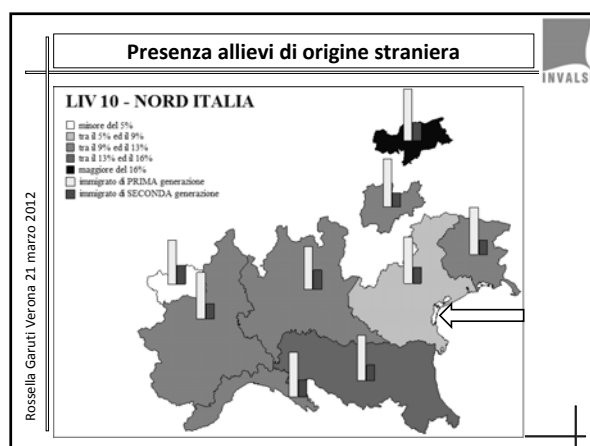 Presenza allievi di origine straniera
INVALS
LIV 10 - NORD ITALIA
minore del 5%
tra il 5% ed il 9%
tra il 9% ed il 13%
tra il 13% ed il 16%
maggiore del 16%
immigrato di PRIMA generazione
immigrato di SECONDA generazione
Rossella Garuti Verona 21 marzo 2012